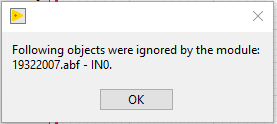 Following objects were ignored by the module:
19322007.abf - IN0.
OK